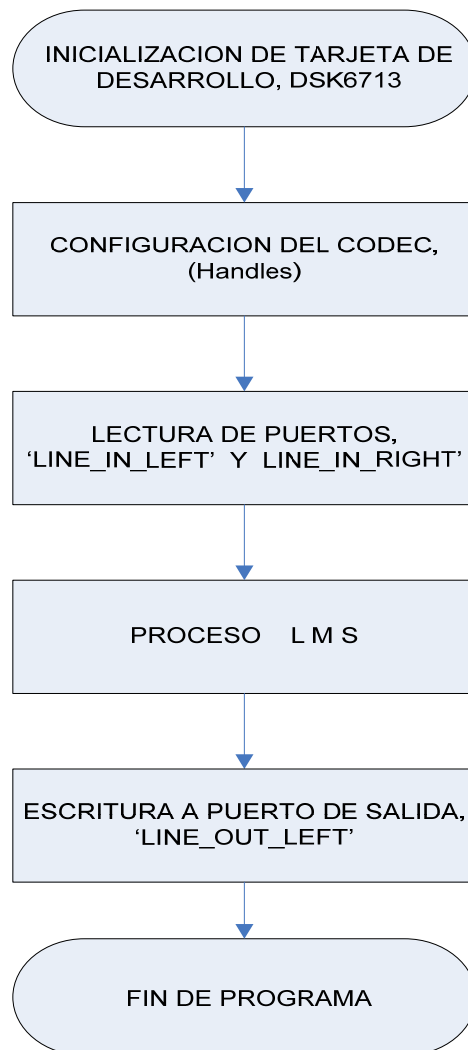 INICIALIZACION DE TARJETA DE
DESARROLLO, DSK6713
CONFIGURACION DEL CODEC,
(Handles)
LECTURA DE PUERTOS,
‘LINE_IN_LEFT’ Y LINE_IN_RIGHT’
PROCESO L M S
ESCRITURA A PUERTO DE SALIDA,
‘LINE_OUT_LEFT’
FIN DE PROGRAMA